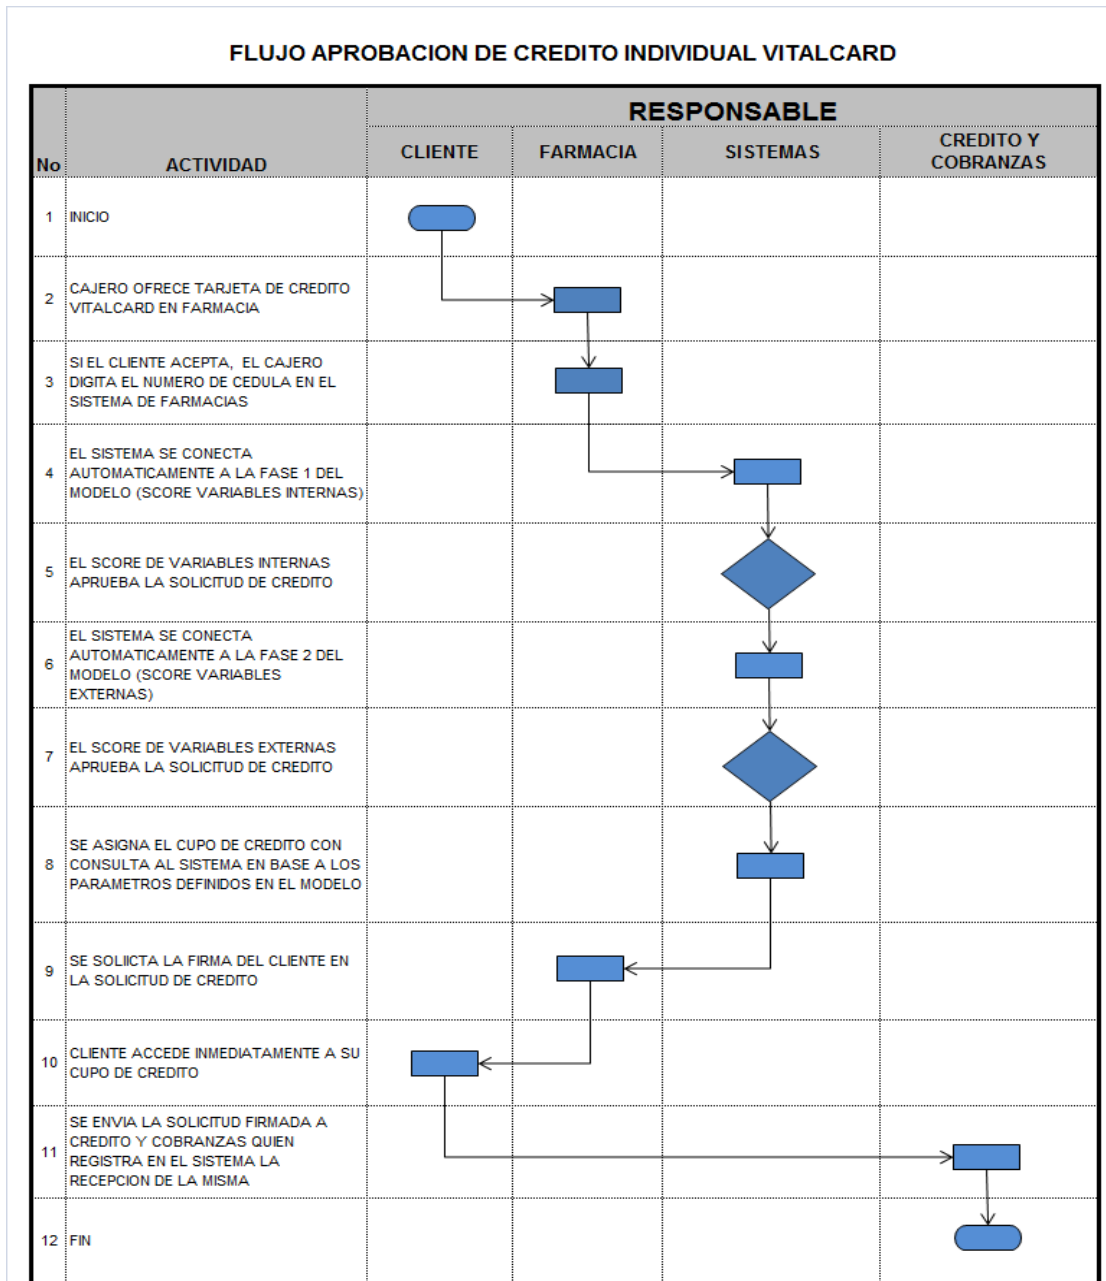 FLUJO APROBACION DE CREDITO INDIVIDUAL VITALCARD
RESPONSABLE
No
ACTIVIDAD
CLIENTE
FARMACIA
SISTEMAS
CREDITO Y
COBRANZAS
1
INICIO
2
CAJERO OFRECE TARJETA DE CREDITO
VITALCARD EN FARMACIA
3
SI EL CLIENTE ACEPTA, EL CAJERO
DIGITA EL NUMERO DE CEDULA EN EL
SISTEMA DE FARMACIAS
4
EL SISTEMA SE CONECTA
AUTOMATICAMENTE A LA FASE 1 DEL
MODELO (SCORE VARIABLES INTERNAS)
5
EL SCORE DE VARIABLES INTERNAS
APRUEBA LA SOLICITUD DE CREDITO
6
EL SISTEMA SE CONECTA
AUTOMATICAMENTE A LA FASE 2 DEL
MODELO (SCORE VARIABLES
EXTERNAS)
7
EL SCORE DE VARIABLES EXTERNAS
APRUEBA LA SOLICITUD DE CREDITO
8
SE ASIGNA EL CUPO DE CREDITO CON
CONSULTA AL SISTEMA EN BASE A LOS
PARAMETROS DEFINIDOS EN EL MODELO
9
SE SOLIICTA LA FIRMA DEL CLIENTE EN
LA SOLICITUD DE CREDITO
10
CLIENTE ACCEDE INMEDIATAMENTE A SU
CUPO DE CREDITO
11
SE ENVIA LA SOLICITUD FIRMADA A
CREDITO Y COBRANZAS QUIEN
REGISTRA EN EL SISTEMA LA
RECEPCION DE LA MISMA
12
FIN